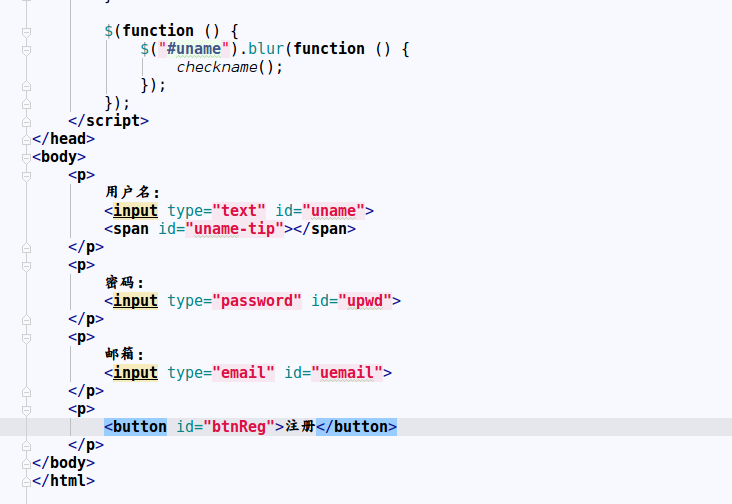 $(function () {
$("#uname").blur(function () {
checkname();
});
});
</script>
</head>
<body>
<p>
用户名:
<input type="text" id="uname">
<span id="uname-tip"></span>
</p>
<p>
密码:
<input type="password" id="upwd">
</p>
<p>
邮箱:
<input type="email" id="uemail">
</p>
<p>
<button id="btnReg">注册</button>
</p>
</body>
</html>